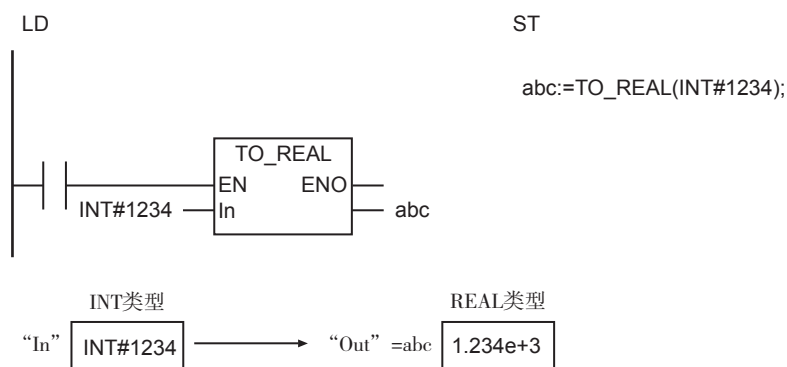 LD
ST
abc:=TO_REAL(INT#1234);
TO_REAL
EN ENO
INT#1234 In abc
INT类型 REAL类型
“In” INT#1234 “Out” =abc 1.234e+3